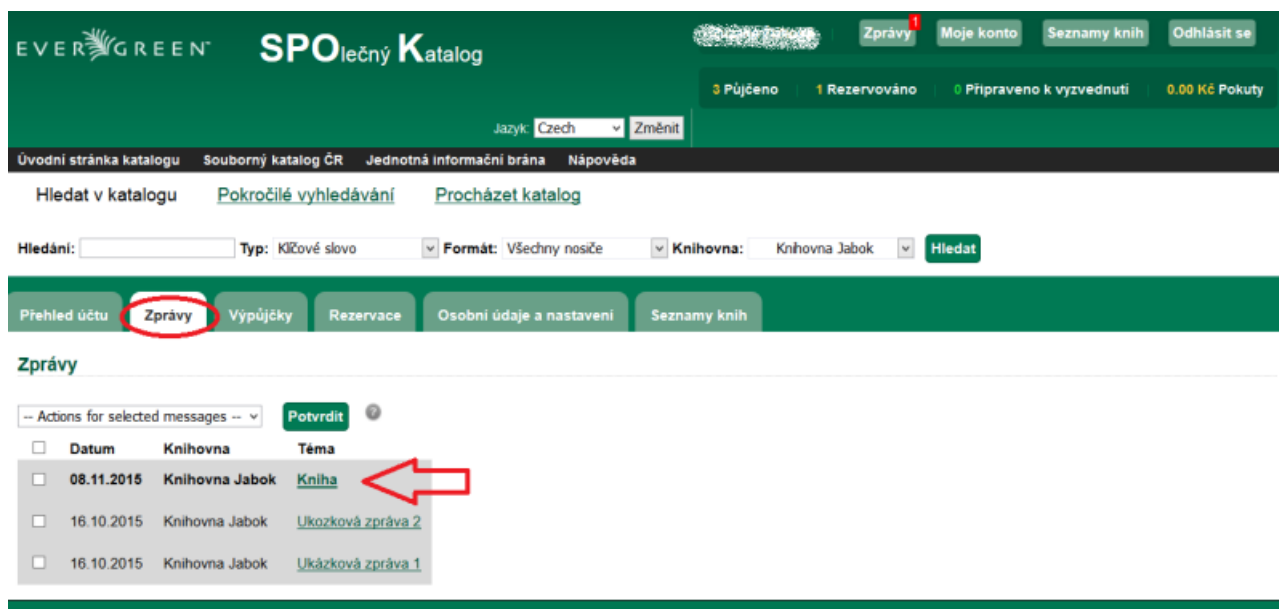 EVERGREEN SPOlečný Katalog
Zprávy 1 Moje konto Seznamy knih Odhlásit se
3 Půjčeno 1 Rezervováno 0 Připraveno k vyzvednutí 0.00 Kč Pokuty
Jazyk: Czech Změnit
Úvodní stránka katalogu Souborný katalog ČR Jednotná informační brána Nápověda
Hledat v katalogu Pokročilé vyhledávání Procházet katalog
Hledání: Typ: Klíčové slovo Formát: Všechny nosiče Knihovna: Knihovna Jabok Hledat
Přehled účtu Zprávy Výpůjčky Rezervace Osobní údaje a nastavení Seznamy knih
Zprávy
-- Actions for selected messages -- Potvrdit ?
Datum Knihovna Téma
08.11.2015 Knihovna Jabok Kniha
16.10.2015 Knihovna Jabok Ukozková zpráva 2
16.10.2015 Knihovna Jabok Ukázková zpráva 1